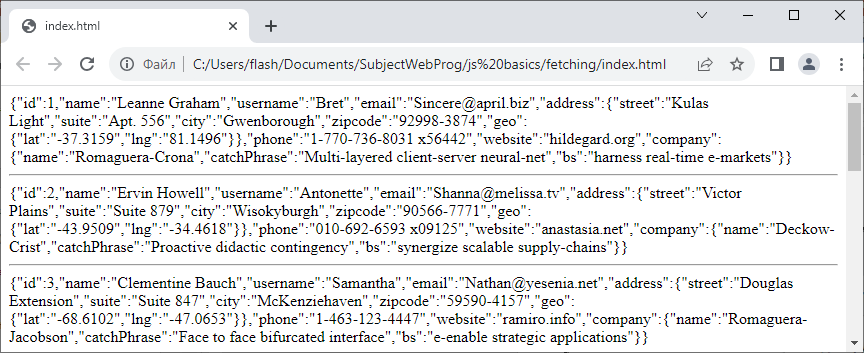 index.html
Файл C:/Users/flash/Documents/SubjectWebProg/js%20basics/fetching/index.html
{"id":1,"name":"Leanne Graham","username":"Bret","email":"Sincere@april.biz","address":{"street":"Kulas
Light","suite":"Apt. 556","city":"Gwenborough","zipcode":"92998-3874","geo":
{"lat":"-37.3159","lng":"81.1496"}},"phone":"1-770-736-8031 x56442","website":"hildegard.org","company":
{"name":"Romaguera-Crona","catchPhrase":"Multi-layered client-server neural-net","bs":"harness real-time e-markets"}}
{"id":2,"name":"Ervin Howell","username":"Antonette","email":"Shanna@melissa.tv","address":{"street":"Victor
Plains","suite":"Suite 879","city":"Wisokyburgh","zipcode":"90566-7771","geo":
{"lat":"-43.9509","lng":"-34.4618"}},"phone":"010-692-6593 x09125","website":"anastasia.net","company":{"name":"Deckow-
Crist","catchPhrase":"Proactive didactic contingency","bs":"synergize scalable supply-chains"}}
{"id":3,"name":"Clementine Bauch","username":"Samantha","email":"Nathan@yesenia.net","address":{"street":"Douglas
Extension","suite":"Suite 847","city":"McKenziehaven","zipcode":"59590-4157","geo":
{"lat":"-68.6102","lng":"-47.0653"}},"phone":"1-463-123-4447","website":"ramiro.info","company":{"name":"Romaguera-
Jacobson","catchPhrase":"Face to face bifurcated interface","bs":"e-enable strategic applications"}}